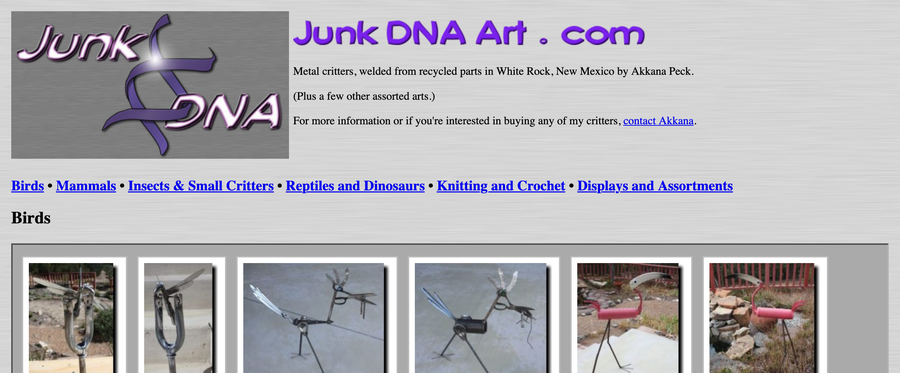 Junk
DNA
Junk DNA Art . com
Metal critters, welded from recycled parts in White Rock, New Mexico by Akkana Peck.
(Plus a few other assorted arts.)
For more information or if you're interested in buying any of my critters, contact Akkana.
Birds • Mammals • Insects & Small Critters • Reptiles and Dinosaurs • Knitting and Crochet • Displays and Assortments
Birds